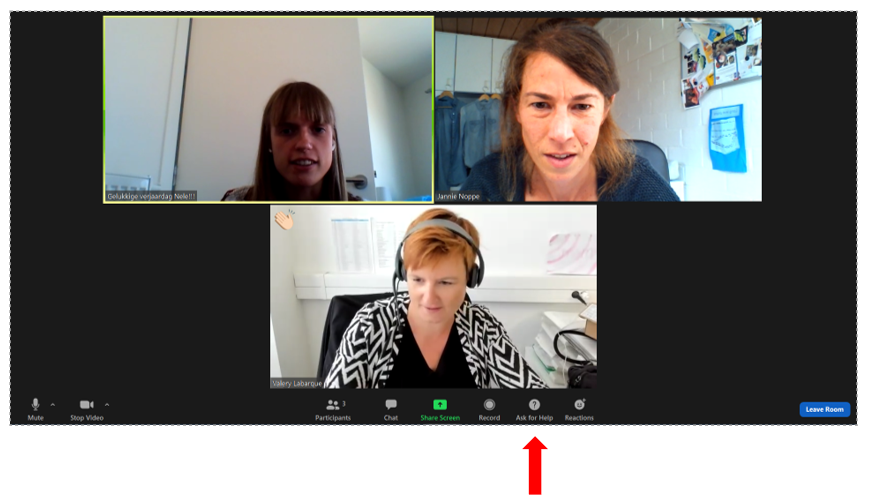 Gelukkige verjaardag Nele!!!
Jannie Noppe
Valery Labarque
Mute
Stop Video
Participants
3
Chat
Share Screen
Record
Ask for Help
Reactions
Leave Room